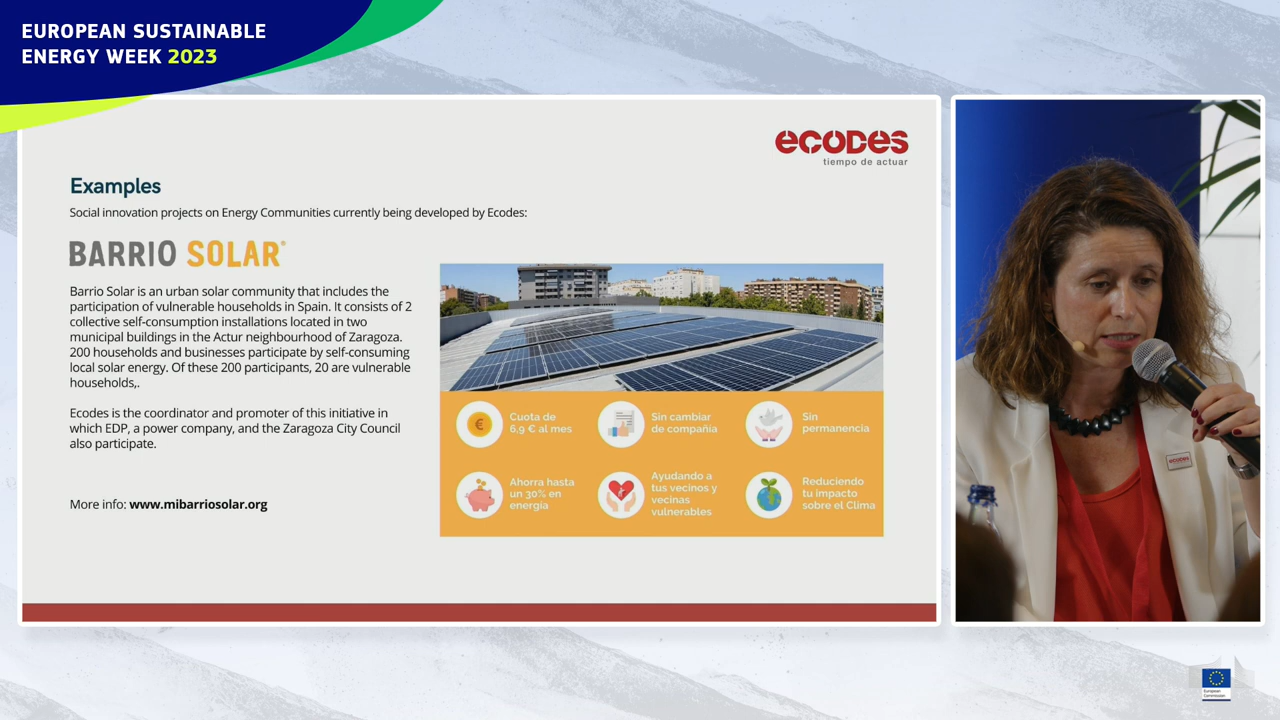 EUROPEAN SUSTAINABLE
ENERGY WEEK 2023
ecodes
tiempo de actuar
Examples
Social innovation projects on Energy Communities currently being developed by Ecodes:
BARRIO SOLAR®
Barrio Solar is an urban solar community that includes the
participation of vulnerable households in Spain. It consists of 2
collective self-consumption installations located in two
municipal buildings in the Actur neighbourhood of Zaragoza.
200 households and businesses participate by self-consuming
local solar energy. Of these 200 participants, 20 are vulnerable
households,.
Ecodes is the coordinator and promoter of this initiative in
which EDP, a power company, and the Zaragoza City Council
also participate.
More info: www.mibarriosolar.org
€
Cuota de
6,9 € al mes
Sin cambiar
de compañía
Sin
permanencia
Ahorra hasta
un 30% en
energía
Ayudando a
tus vecinos y
vecinas
vulnerables
Reduciendo
tu impacto
sobre el Clima
ecodes
European
Commission